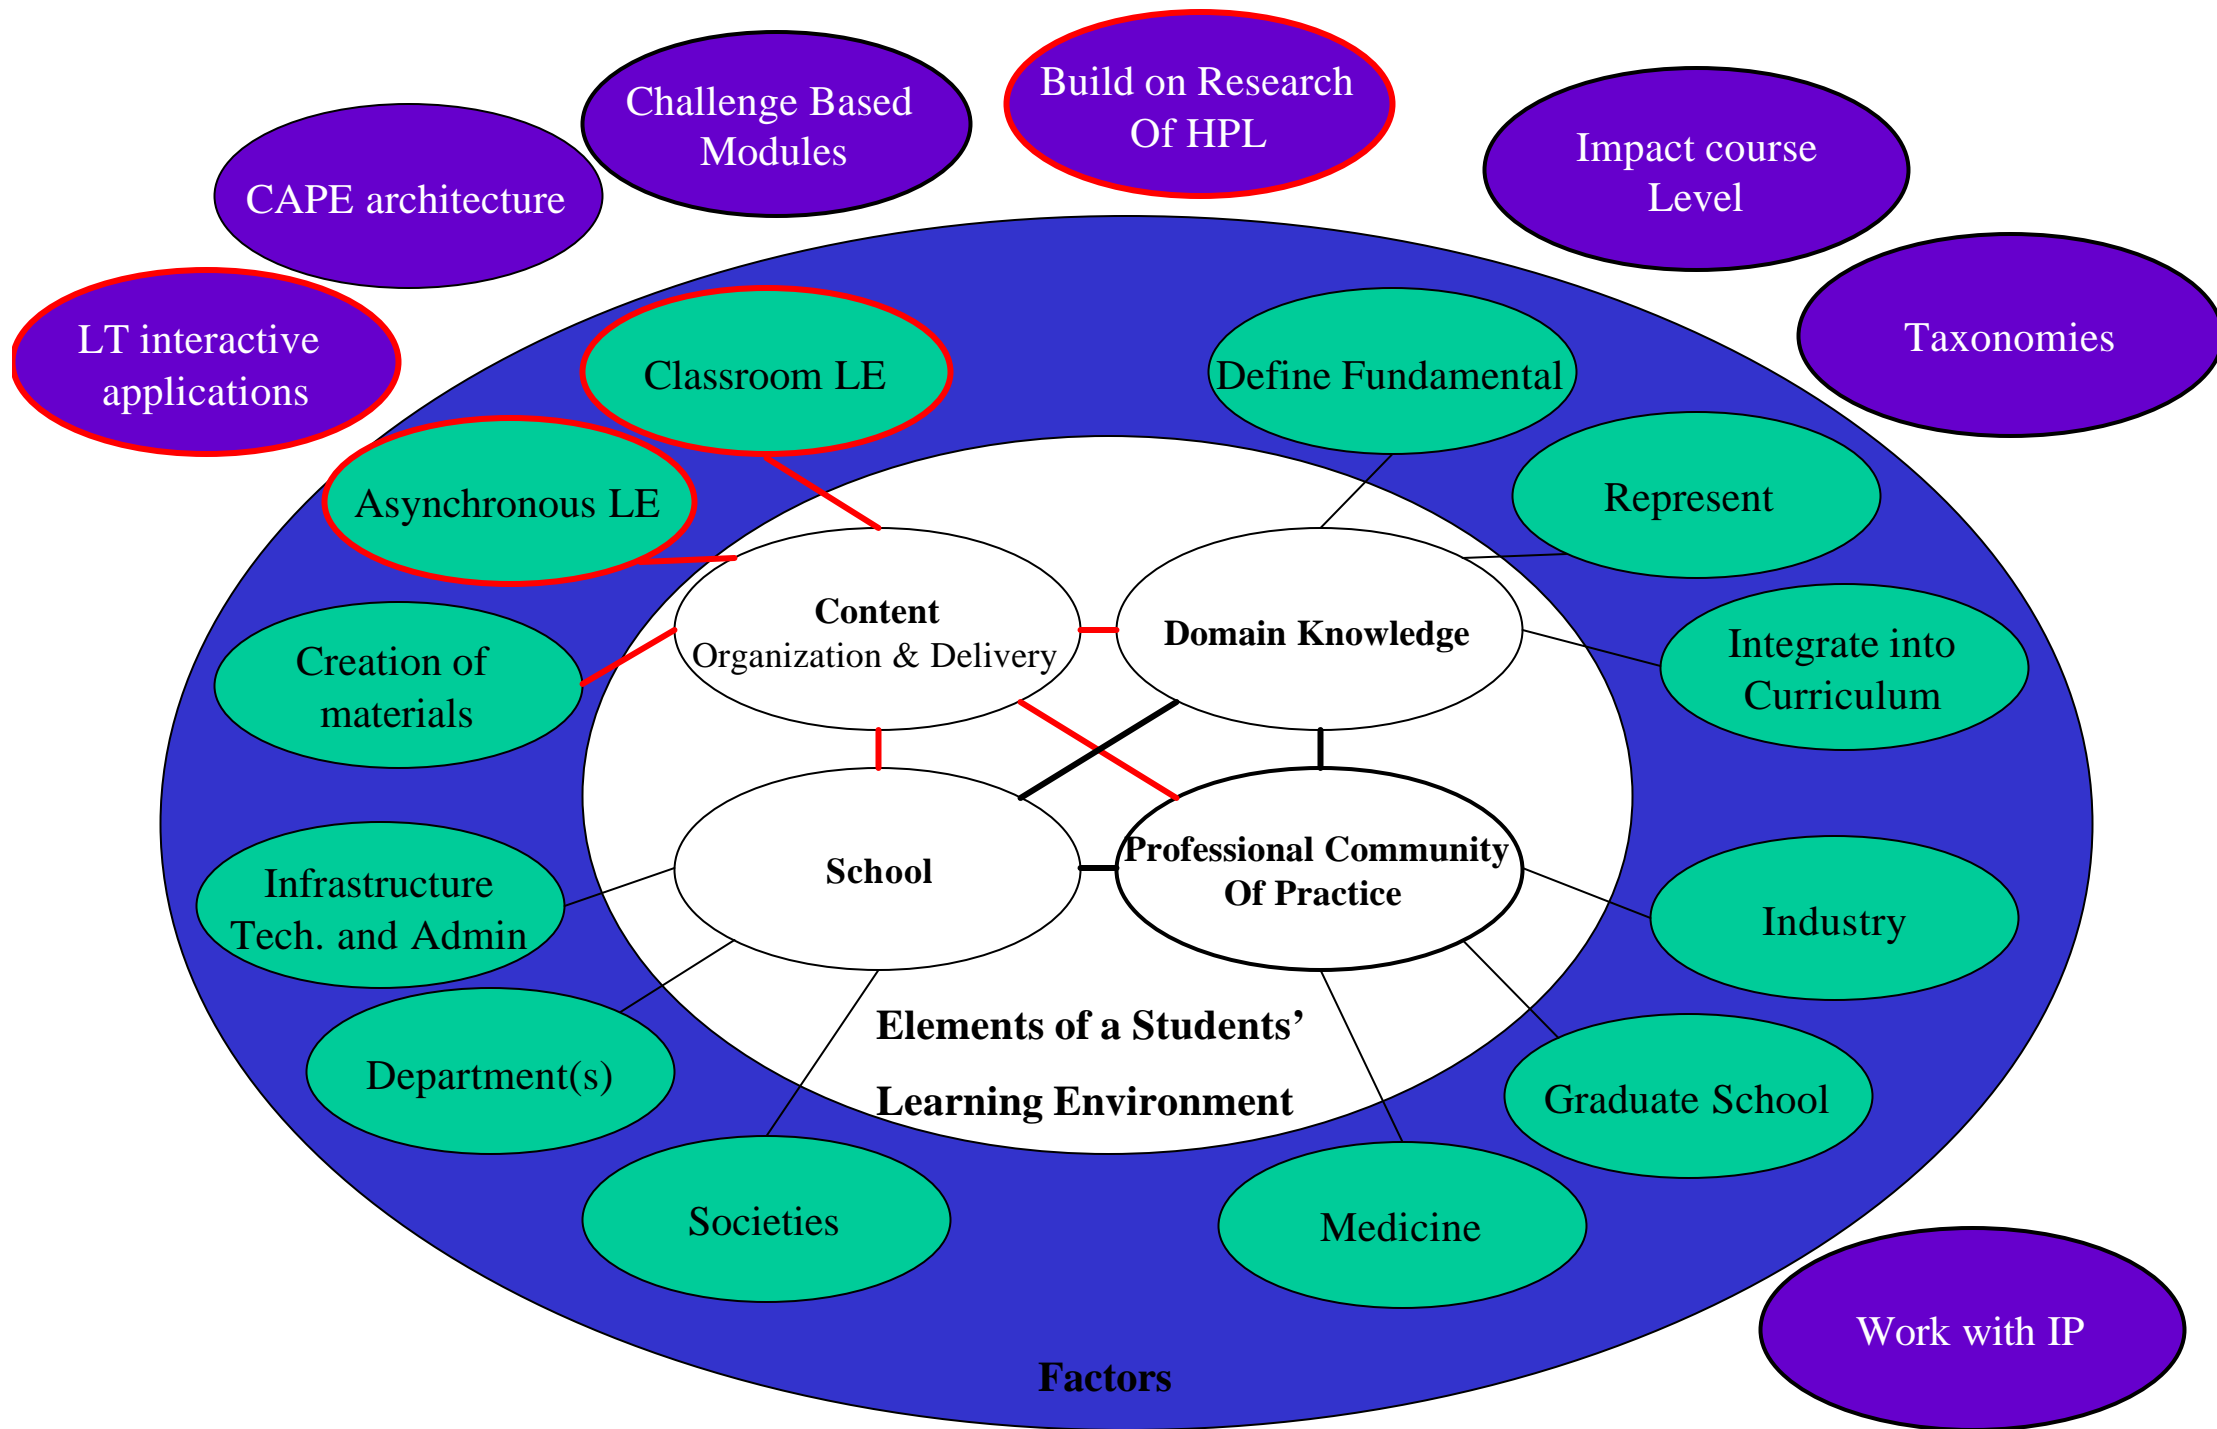 Build on Research
Of HPL
Challenge Based
Modules
Impact course
Level
CAPE architecture
Taxonomies
LT interactive
applications
Classroom LE
Define Fundamental
Asynchronous LE
Represent
Content
Organization & Delivery
Domain Knowledge
Creation of
materials
Integrate into
Curriculum
Infrastructure
Tech. and Admin
School
Professional Community
Of Practice
Industry
Elements of a Students’
Learning Environment
Department(s)
Graduate School
Societies
Medicine
Work with IP
Factors